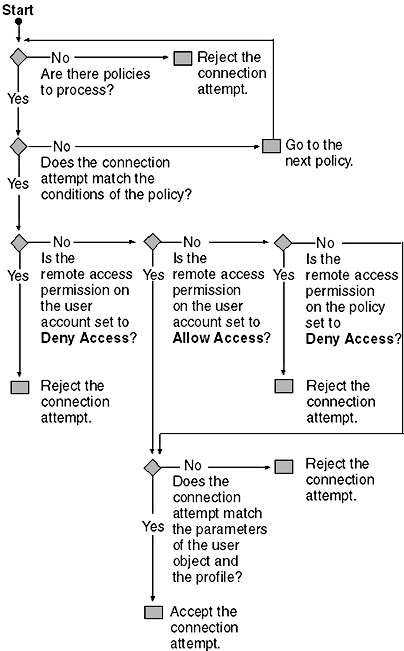 Start
No
Are there policies
to process?
Reject the
connection
attempt.
Yes
No
Does the connection
attempt match the
conditions of the policy?
Go to the
next policy.
Yes
No
Is the
remote access
permission on
the user
account set to
Deny Access?
Yes
No
Is the
remote access
permission
on the user
account set to
Allow Access?
Yes
No
Is the
remote access
permission
on the policy
set to
Deny Access?
Yes
Reject the
connection
attempt.
Reject the
connection
attempt.
No
Does the
connection
attempt match
the parameters
of the user
object and
the profile?
Reject the
connection
attempt.
Yes
Accept the
connection
attempt.